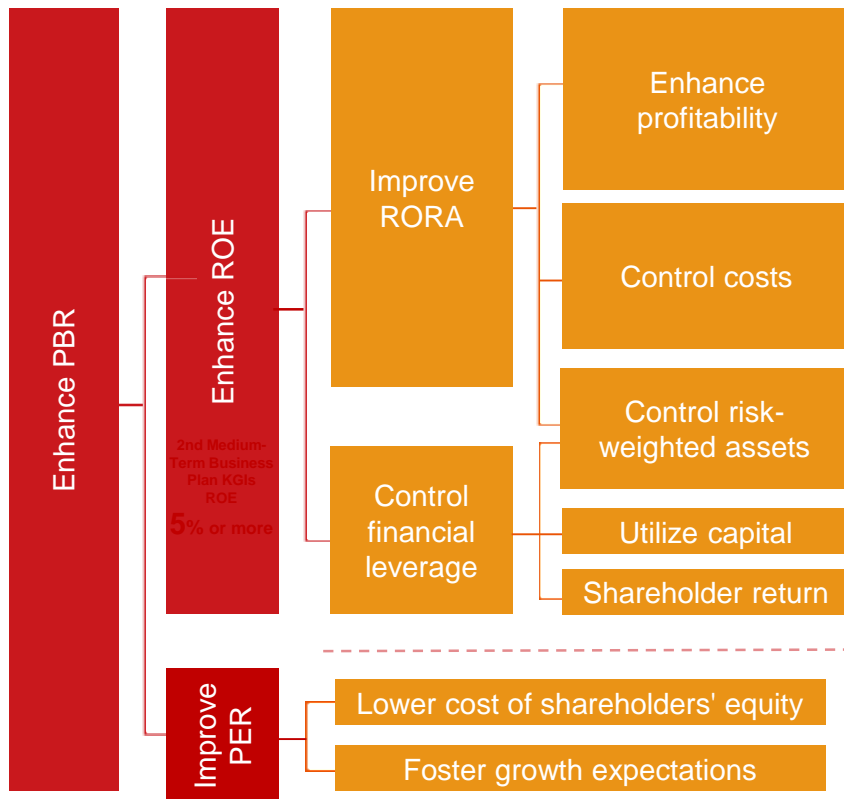 Enhance PBR
Enhance ROE
2nd Medium-
Term Business
Plan KGIs
ROE
5% or more
Improve
RORA
Enhance
profitability
Control costs
Control risk-
weighted assets
Control
financial
leverage
Utilize capital
Shareholder return
Improve
PER
Lower cost of shareholders' equity
Foster growth expectations